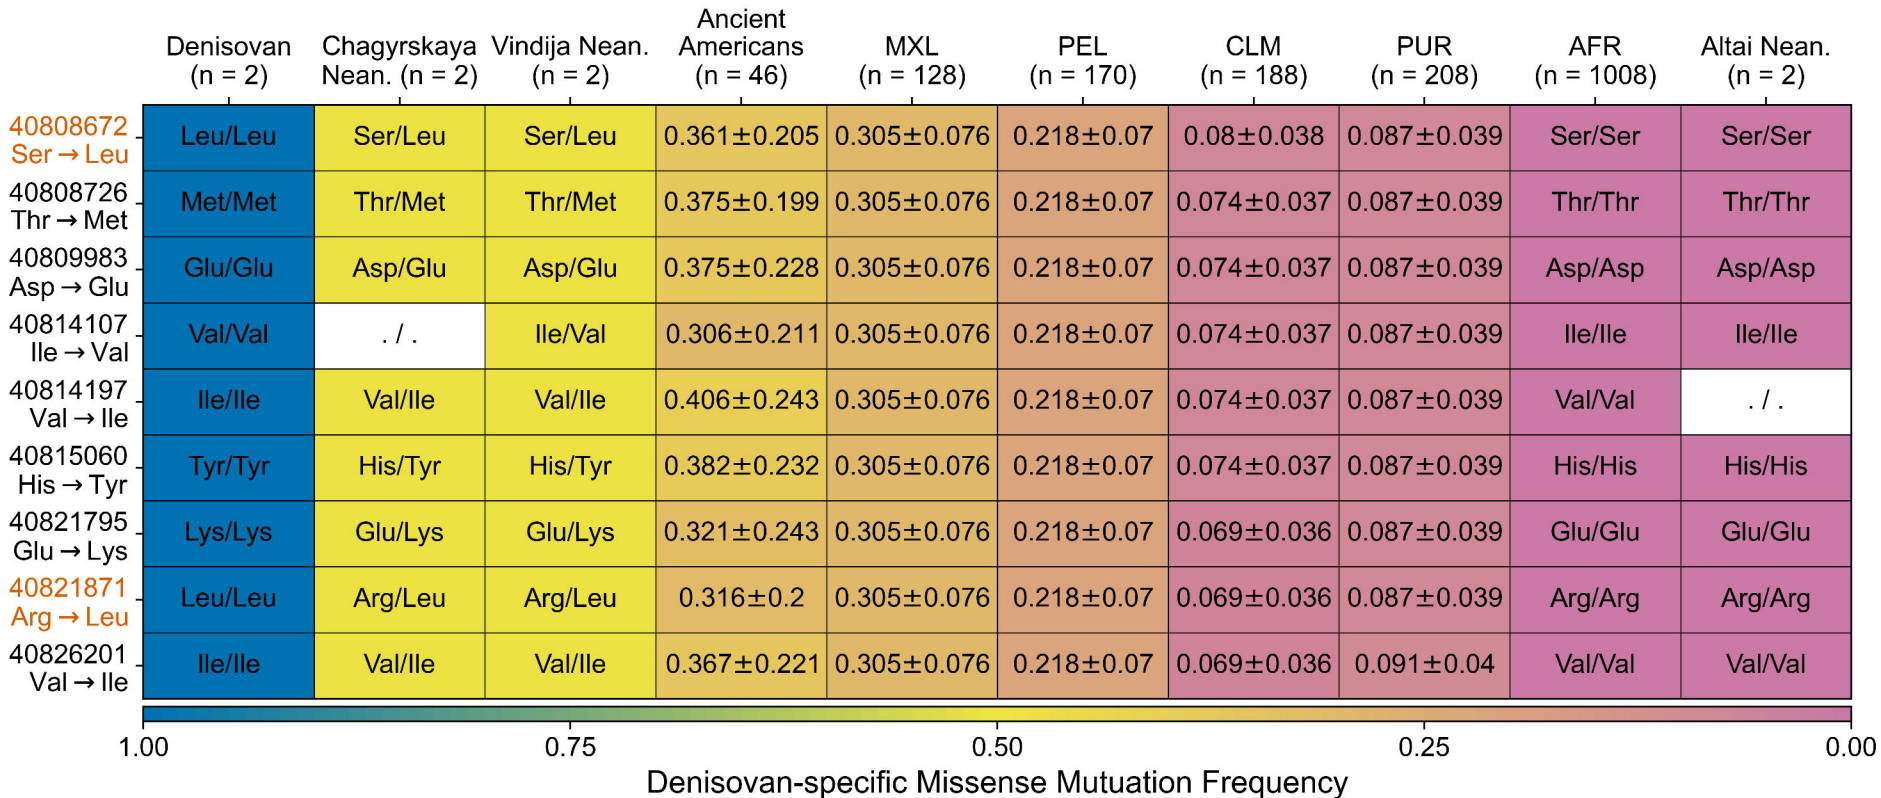 Denisovan
(n = 2)
Chagyrskaya
Nean. (n = 2)
Vindija Nean.
(n = 2)
Ancient
Americans
(n = 46)
MXL
(n = 128)
PEL
(n = 170)
CLM
(n = 188)
PUR
(n = 208)
AFR
(n = 1008)
Altai Nean.
(n = 2)
40808672
Ser → Leu
Leu/Leu Ser/Leu Ser/Leu 0.361±0.205 0.305±0.076 0.218±0.07 0.08±0.038 0.087±0.039 Ser/Ser Ser/Ser
40808726
Thr → Met
Met/Met Thr/Met Thr/Met 0.375±0.199 0.305±0.076 0.218±0.07 0.074±0.037 0.087±0.039 Thr/Thr Thr/Thr
40809983
Asp → Glu
Glu/Glu Asp/Glu Asp/Glu 0.375±0.228 0.305±0.076 0.218±0.07 0.074±0.037 0.087±0.039 Asp/Asp Asp/Asp
40814107
Ile → Val
Val/Val . / . Ile/Val 0.306±0.211 0.305±0.076 0.218±0.07 0.074±0.037 0.087±0.039 Ile/Ile Ile/Ile
40814197
Val → Ile
Ile/Ile Val/Ile Val/Ile 0.406±0.243 0.305±0.076 0.218±0.07 0.074±0.037 0.087±0.039 Val/Val . / .
40815060
His → Tyr
Tyr/Tyr His/Tyr His/Tyr 0.382±0.232 0.305±0.076 0.218±0.07 0.074±0.037 0.087±0.039 His/His His/His
40821795
Glu → Lys
Lys/Lys Glu/Lys Glu/Lys 0.321±0.243 0.305±0.076 0.218±0.07 0.069±0.036 0.087±0.039 Glu/Glu Glu/Glu
40821871
Arg → Leu
Leu/Leu Arg/Leu Arg/Leu 0.316±0.2 0.305±0.076 0.218±0.07 0.069±0.036 0.087±0.039 Arg/Arg Arg/Arg
40826201
Val → Ile
Ile/Ile Val/Ile Val/Ile 0.367±0.221 0.305±0.076 0.218±0.07 0.069±0.036 0.091±0.04 Val/Val Val/Val
1.00 0.75 0.50 0.25 0.00
Denisovan-specific Missense Mutuation Frequency